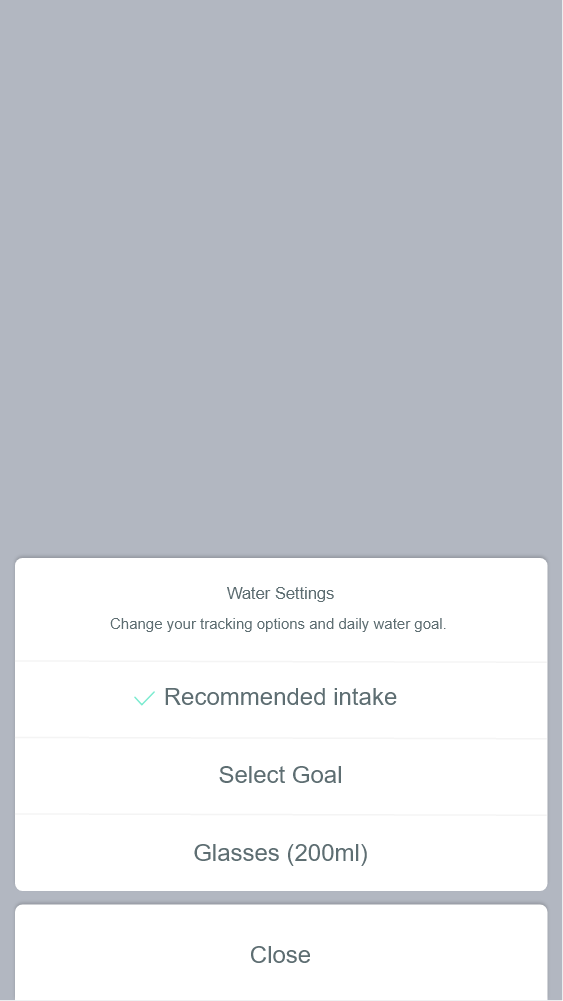 Water Settings
Change your tracking options and daily water goal.
Recommended intake
Select Goal
Glasses (200ml)
Close